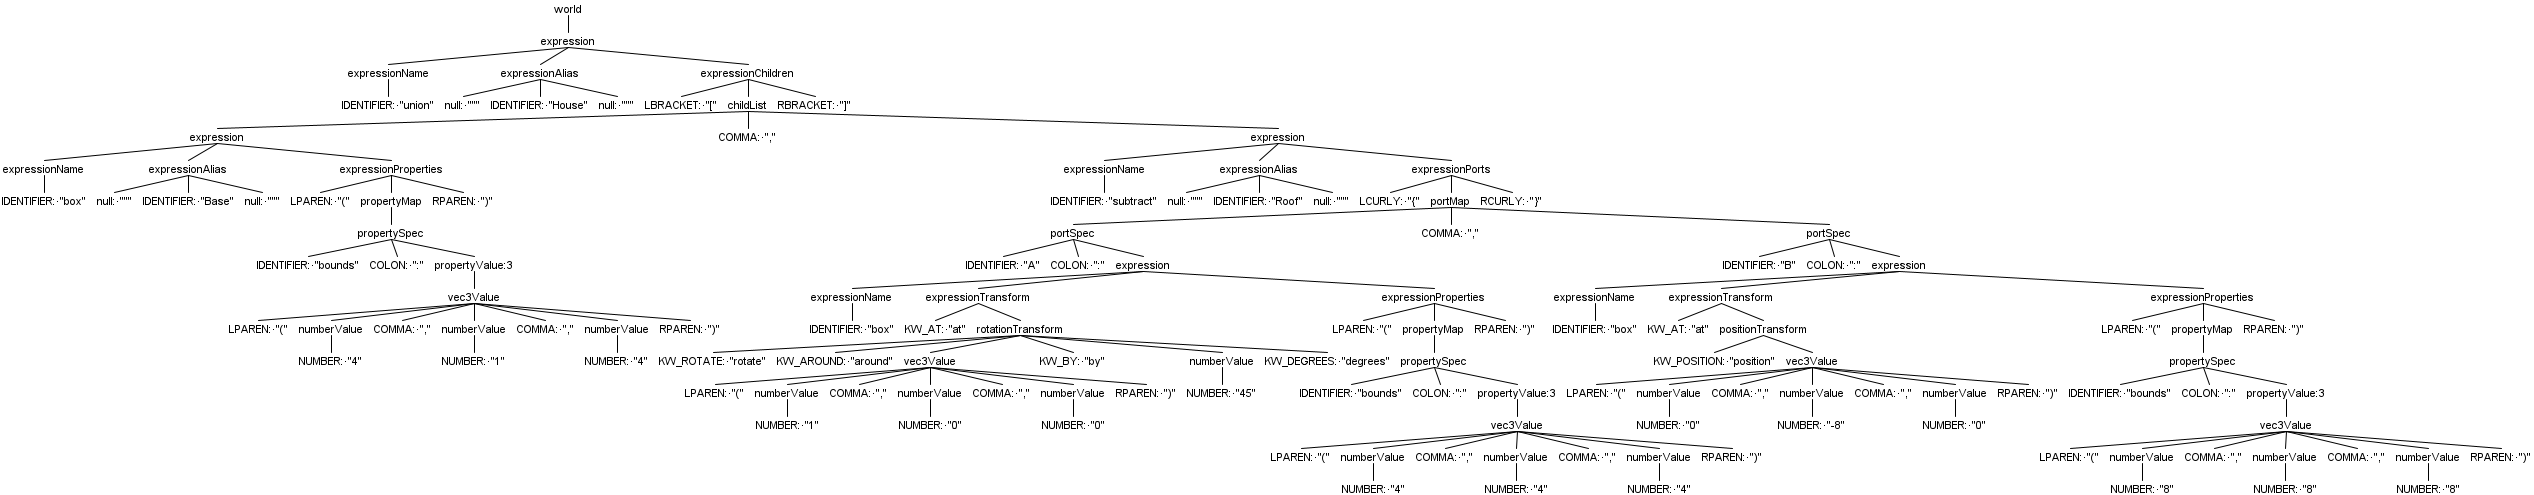 world
expression
expressionName expressionAlias expressionChildren
IDENTIFIER:·"union" null:·""" IDENTIFIER:·"House" null:·""" LBRACKET:·"[" childList RBRACKET:·"]"
expression COMMA:·"," expression
expressionName expressionAlias expressionProperties expressionName expressionAlias expressionPorts
IDENTIFIER:·"box" null:·""" IDENTIFIER:·"Base" null:·""" LPAREN:·"(" propertyMap RPAREN:·")" IDENTIFIER:·"subtract" null:·""" IDENTIFIER:·"Roof" null:·""" LCURLY:·"{" portMap RCURLY:·"}"
propertySpec portSpec COMMA:·"," portSpec
IDENTIFIER:·"bounds" COLON:·":" propertyValue:3 IDENTIFIER:·"A" COLON:·":" expression IDENTIFIER:·"B" COLON:·":" expression
vec3Value expressionName expressionTransform expressionProperties expressionName expressionTransform expressionProperties
LPAREN:·"(" numberValue COMMA:·"," numberValue COMMA:·"," numberValue RPAREN:·")" IDENTIFIER:·"box" KW_AT:·"at" rotationTransform LPAREN:·"(" propertyMap RPAREN:·")" IDENTIFIER:·"box" KW_AT:·"at" positionTransform LPAREN:·"(" propertyMap RPAREN:·")"
NUMBER:·"4" NUMBER:·"1" NUMBER:·"4" KW_ROTATE:·"rotate" KW_AROUND:·"around" vec3Value KW_BY:·"by" numberValue KW_DEGREES:·"degrees" propertySpec KW_POSITION:·"position" vec3Value propertySpec
LPAREN:·"(" numberValue COMMA:·"," numberValue COMMA:·"," numberValue RPAREN:·")" NUMBER:·"45" IDENTIFIER:·"bounds" COLON:·":" propertyValue:3 LPAREN:·"(" numberValue COMMA:·"," numberValue COMMA:·"," numberValue RPAREN:·")" IDENTIFIER:·"bounds" COLON:·":" propertyValue:3
NUMBER:·"1" NUMBER:·"0" NUMBER:·"0" vec3Value NUMBER:·"0" NUMBER:·"-8" NUMBER:·"0" vec3Value
LPAREN:·"(" numberValue COMMA:·"," numberValue COMMA:·"," numberValue RPAREN:·")" LPAREN:·"(" numberValue COMMA:·"," numberValue COMMA:·"," numberValue RPAREN:·")"
NUMBER:·"4" NUMBER:·"4" NUMBER:·"4" NUMBER:·"8" NUMBER:·"8" NUMBER:·"8"